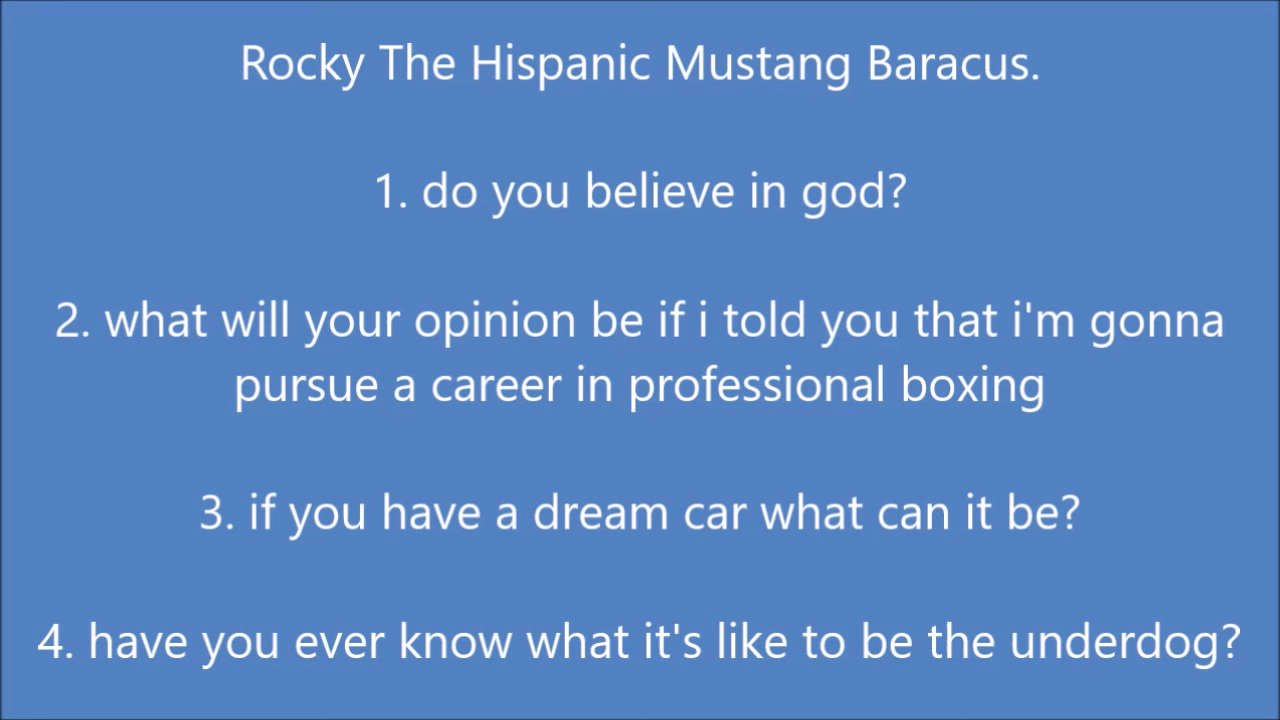 Rocky The Hispanic Mustang Baracus.
1. do you believe in god?
2. what will your opinion be if i told you that i'm gonna
pursue a career in professional boxing
3. if you have a dream car what can it be?
4. have you ever know what it's like to be the underdog?